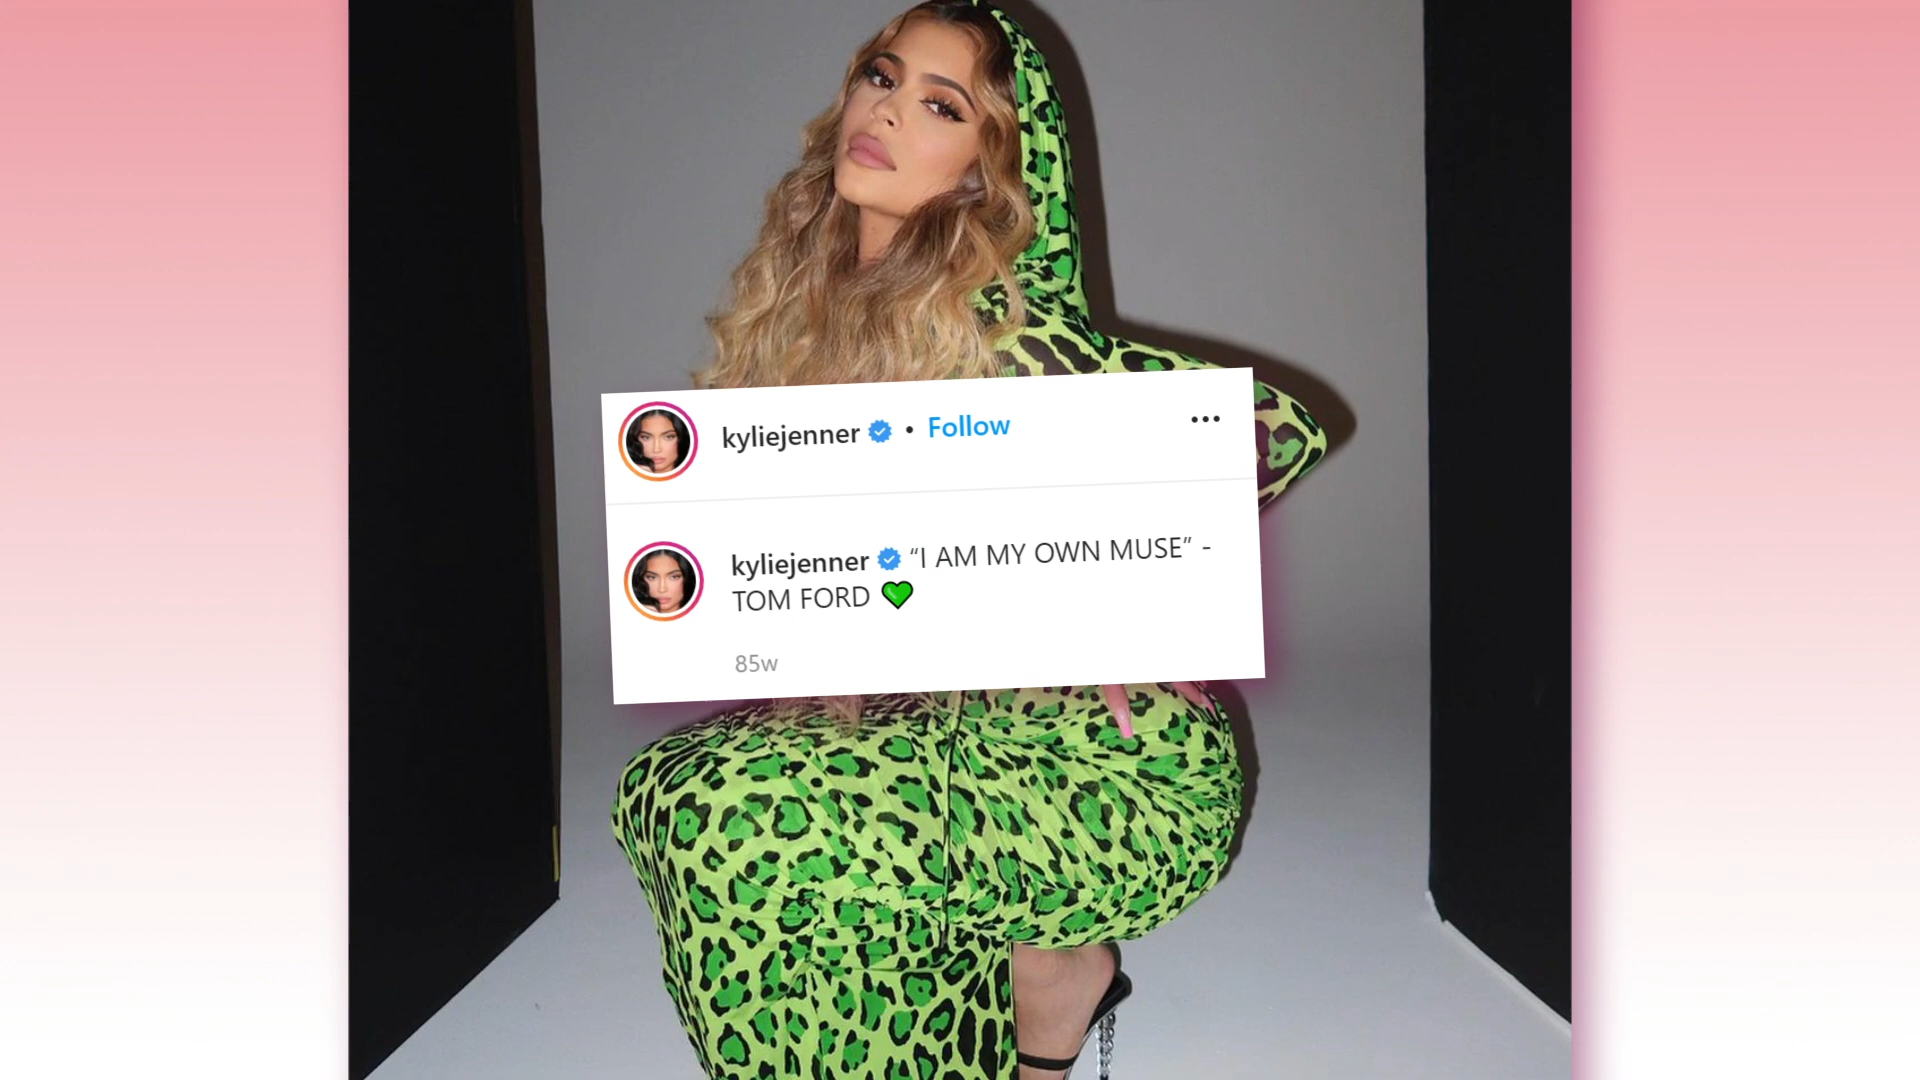 kyliejenner • Follow
kyliejenner “I AM MY OWN MUSE” -
TOM FORD 💚
85w